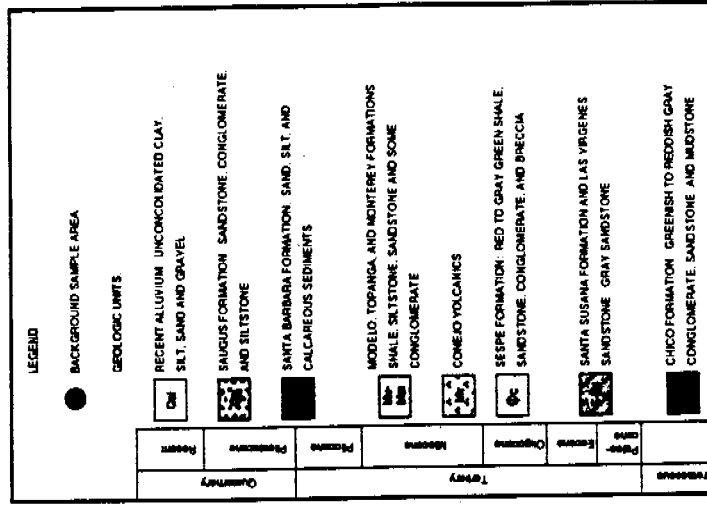 LEGEND
BACKGROUND SAMPLE AREA
GEOLOGIC UNITS
Quaternary
Recent
Qal
RECENT ALLUVIUM UNCONCOLIDATED CLAY,
SILT, SAND AND GRAVEL
Pleistocene
SAUGUS FORMATION SANDSTONE, CONGLOMERATE,
AND SILTSTONE
Tertiary
Pliocene
SANTA BARBARA FORMATION SAND, SILT, AND
CALCAREOUS SEDIMENTS
Miocene
MODELO, TOPANGA, AND MONTEREY FORMATIONS
SHALE, SILTSTONE, SANDSTONE AND SOME
CONGLOMERATE
CONEJO VOLCANICS
Oligocene
SESPE FORMATION: RED TO GRAY GREEN SHALE,
SANDSTONE, CONGLOMERATE, AND BRECCIA
Eocene
SANTA SUSANA FORMATION AND LAS VIRGENES
SANDSTONE GRAY SANDSTONE
Paleo-
cene
Cretaceous
CHICO FORMATION GREENISH TO REDDISH GRAY
CONGLOMERATE, SANDSTONE AND MUDSTONE